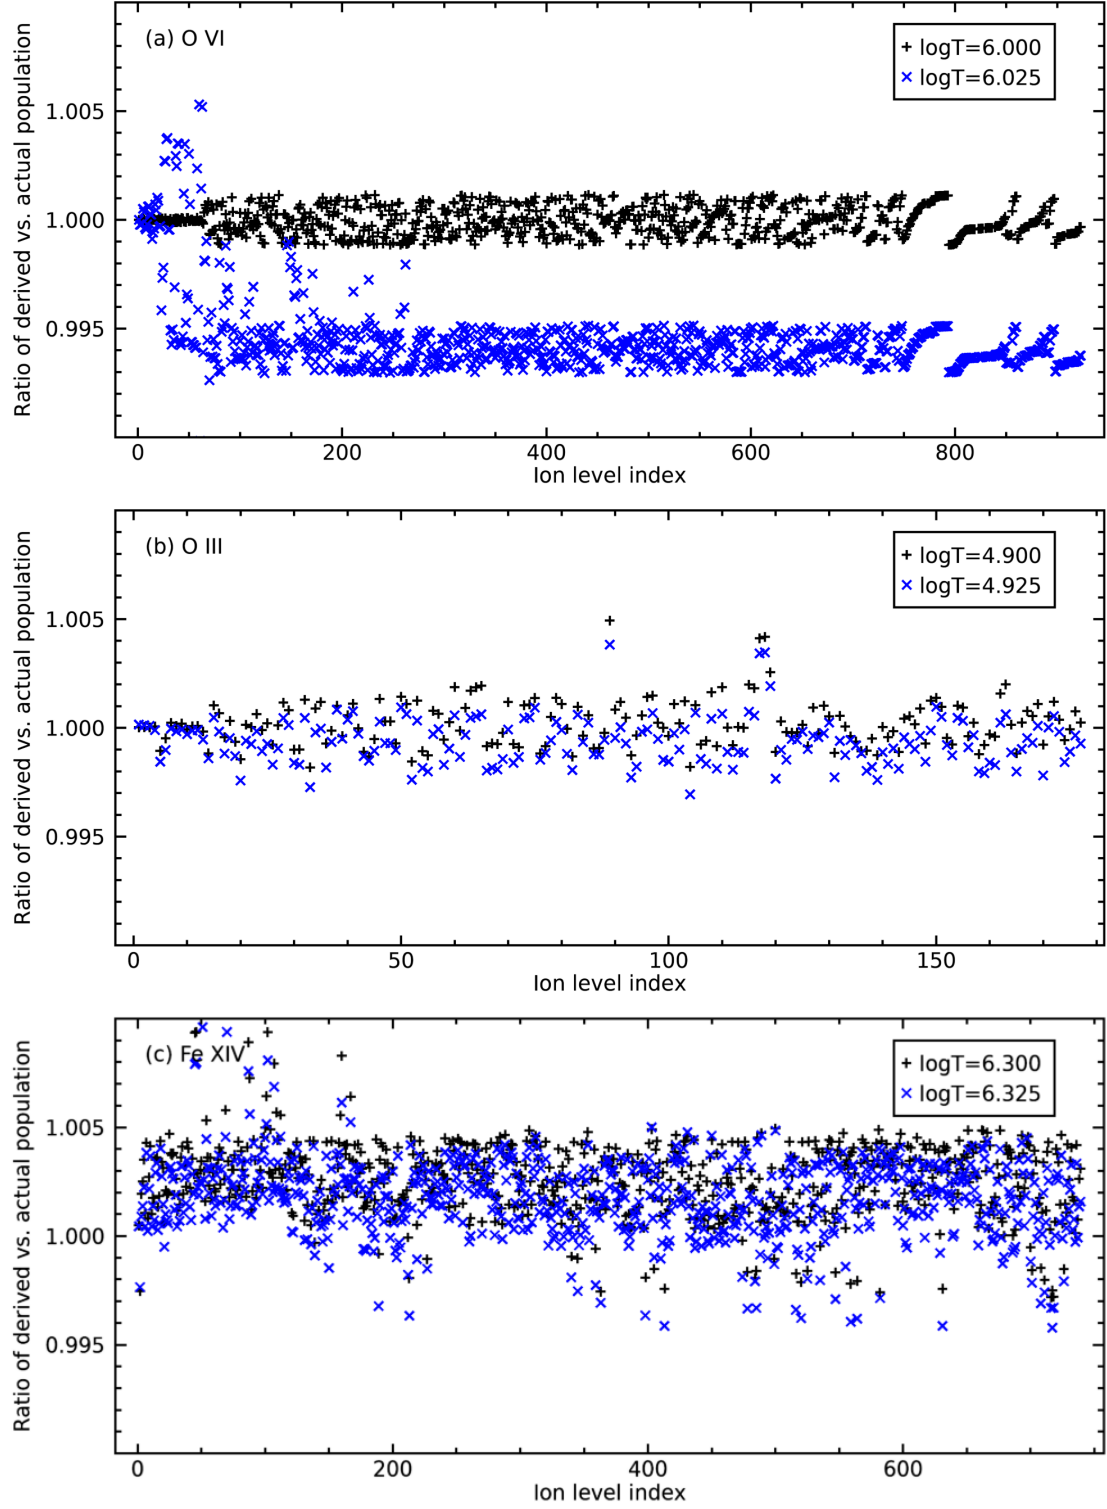 (a) O VI
+ logT=6.000
× logT=6.025
Ratio of derived vs. actual population
1.005
1.000
0.995
0 200 400 600 800
Ion level index
(b) O III
+ logT=4.900
× logT=4.925
Ratio of derived vs. actual population
1.005
1.000
0.995
0 50 100 150
Ion level index
(c) Fe XIV
+ logT=6.300
× logT=6.325
Ratio of derived vs. actual population
1.005
1.000
0.995
0 200 400 600
Ion level index